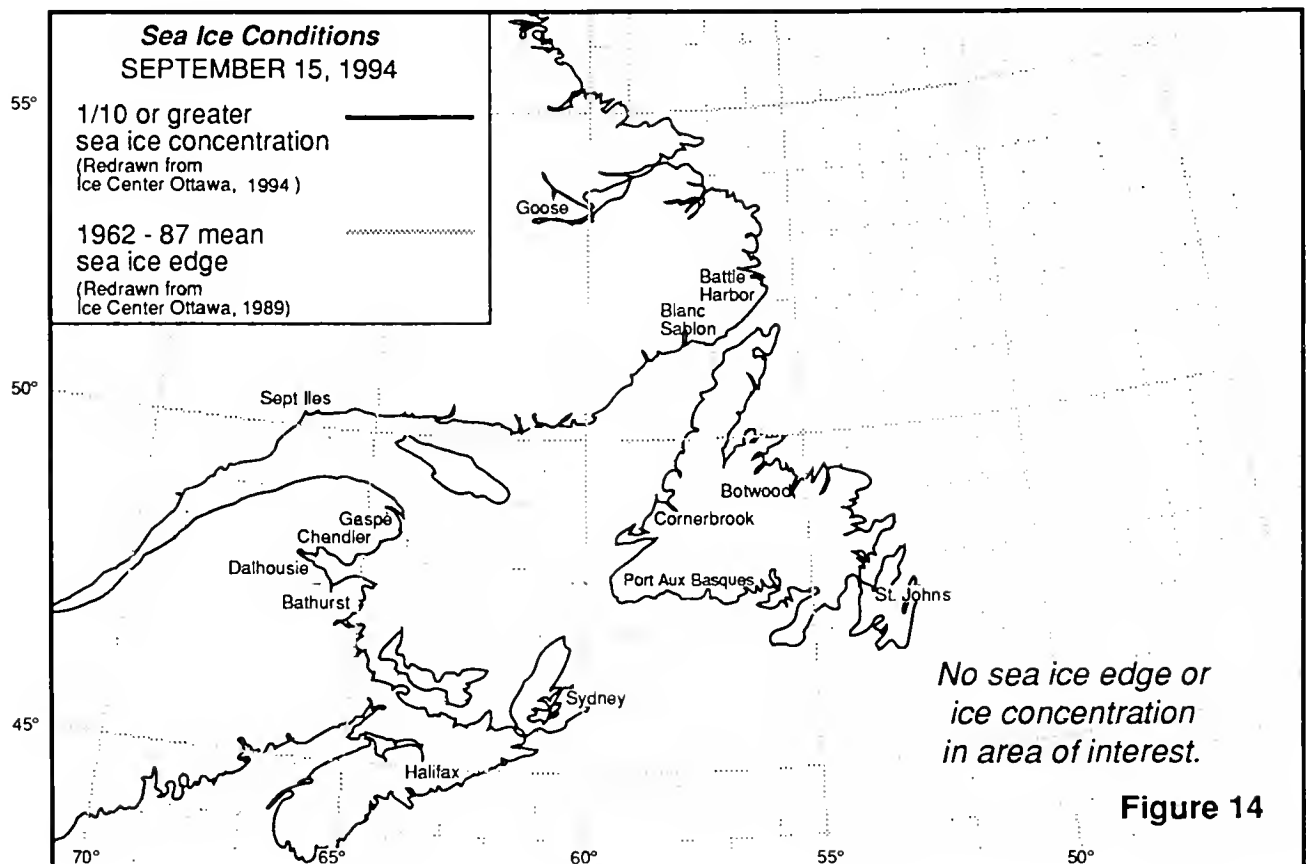 Sea Ice Conditions
SEPTEMBER 15, 1994
1/10 or greater
sea ice concentration
(Redrawn from
Ice Center Ottawa, 1994 )
1962 - 87 mean
sea ice edge
(Redrawn from
Ice Center Ottawa, 1989)
55°
50°
45°
Goose
Battle
Harbor
Blanc
Sablon
Sept Iles
Botwood
Cornerbrook
Gaspè
Chendler
Dalhousie
Bathurst
Port Aux Basques
St. Johns
Sydney
Halifax
No sea ice edge or
ice concentration
in area of interest.
Figure 14
70°
65°
60°
55°
50°